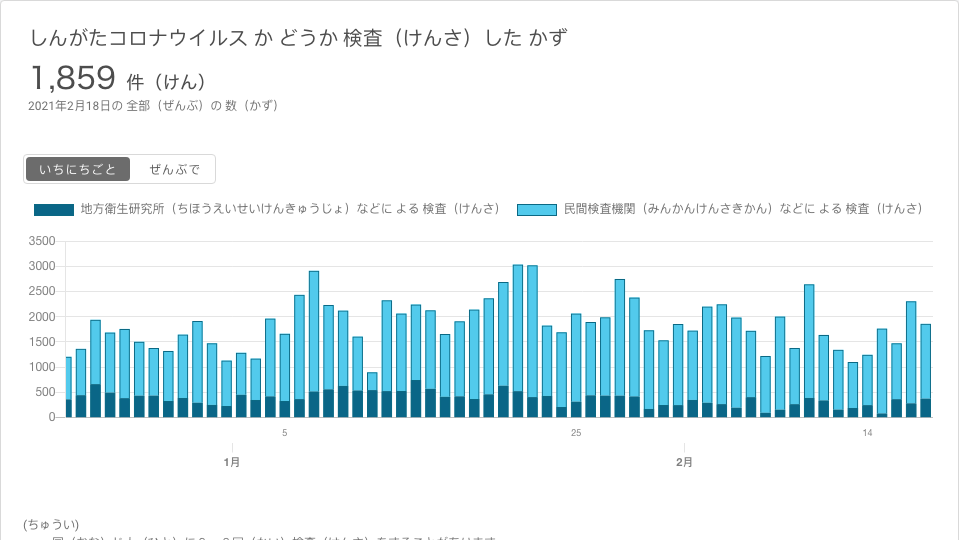 しんがたコロナウイルス か どうか 検査（けんさ）した かず
1,859 件（けん）
2021年2月18日の 全部（ぜんぶ）の 数（かず）
いちにちごと ぜんぶで
地方衛生研究所（ちほうえいせいけんきゅうじょ）などに よる 検査（けんさ） 民間検査機関（みんかんけんさきかん）などに よる 検査（けんさ）
3500
3000
2500
2000
1500
1000
500
0
5 25 14
1月 2月
(ちゅうい)